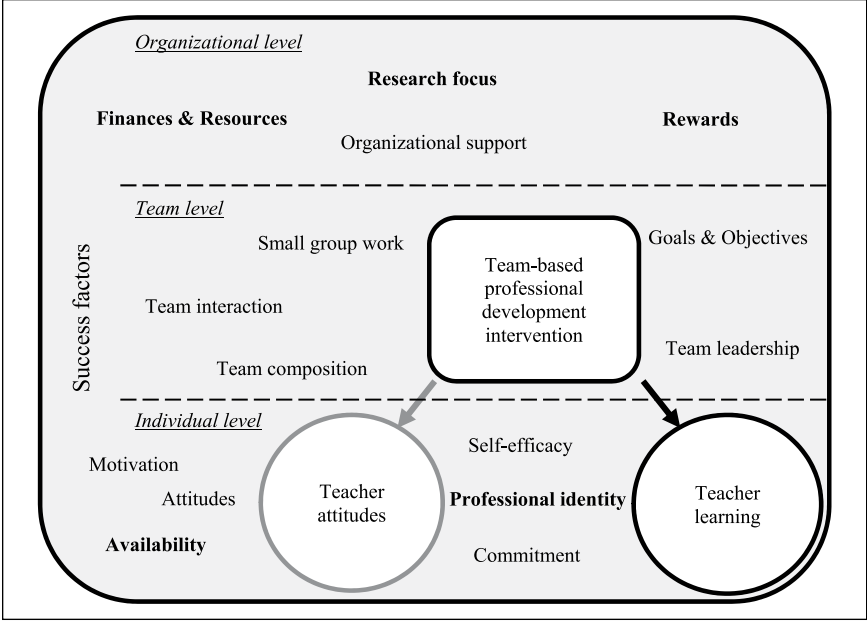 Organizational level
Research focus
Finances & Resources
Rewards
Organizational support
Success factors
Team level
Small group work
Team interaction
Team composition
Team-based
professional
development
intervention
Goals & Objectives
Team leadership
Individual level
Motivation
Attitudes
Availability
Teacher
attitudes
Self-efficacy
Professional identity
Commitment
Teacher
learning